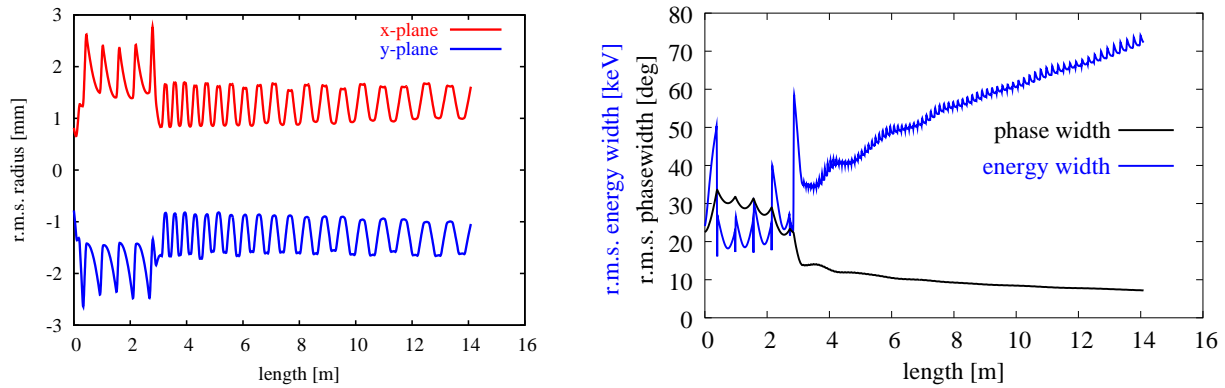 3
2
1
0
-1
-2
-3
0 2 4 6 8 10 12 14 16
r.m.s. radius [mm]
length [m]
x-plane
y-plane
80
70
60
50
40
30
20
10
0
0 2 4 6 8 10 12 14 16
r.m.s. energy width [keV]
r.m.s. phasewidth [deg]
length [m]
phase width
energy width